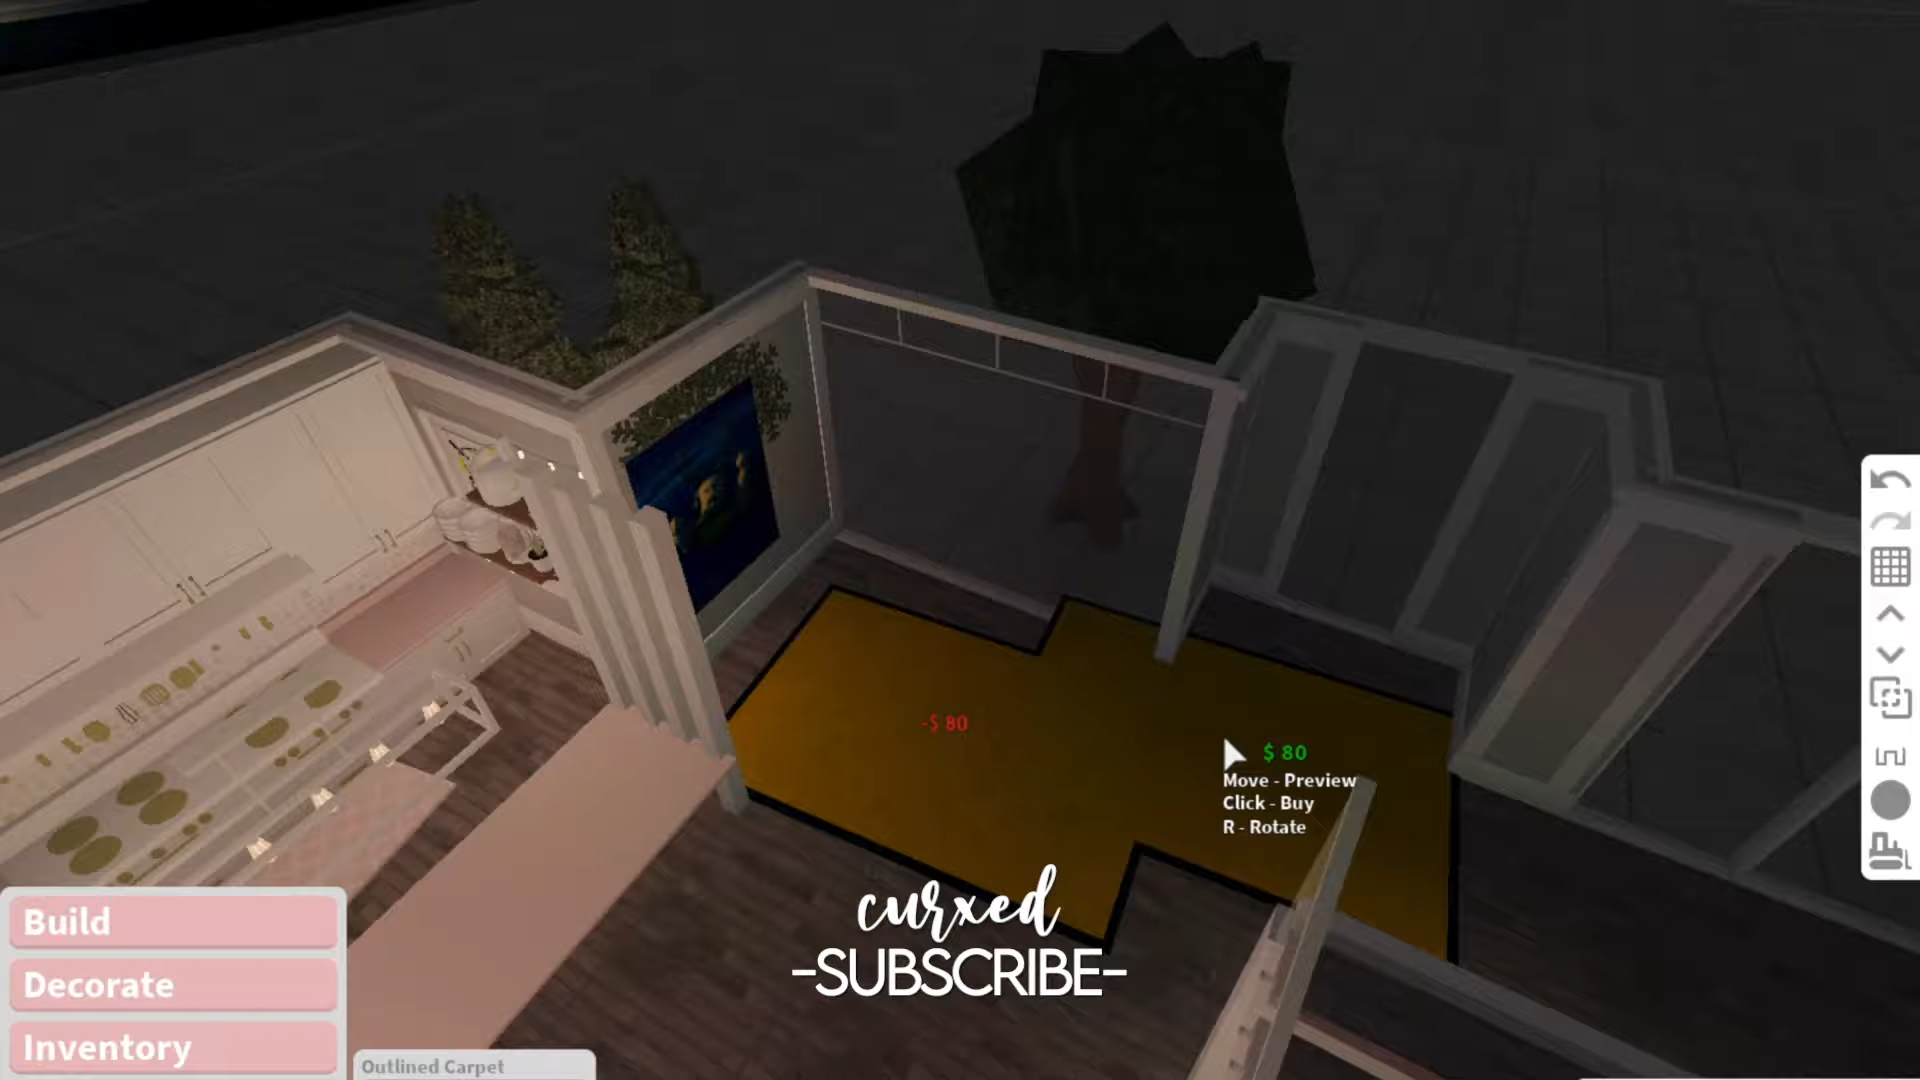 -$ 80
$ 80
Move - Preview
Click - Buy
R - Rotate
curxed
-SUBSCRIBE-
Build
Decorate
Inventory
Outlined Carpet